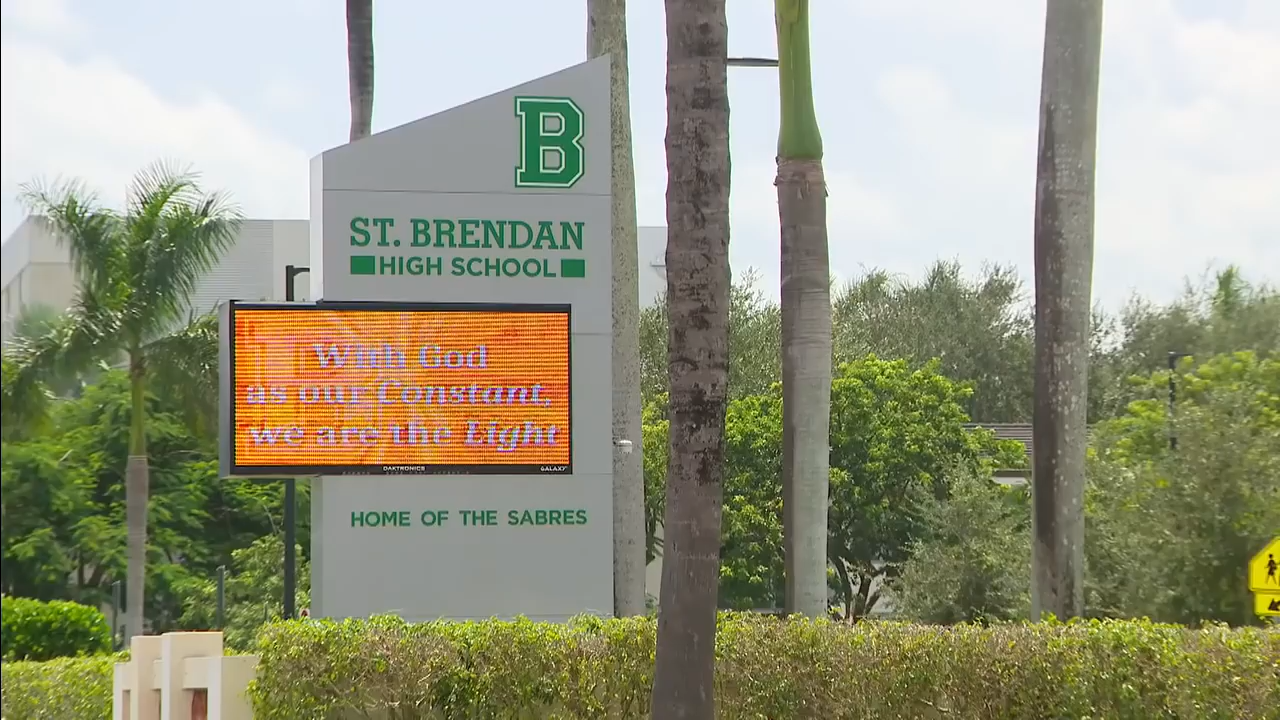 B
ST. BRENDAN
HIGH SCHOOL
With God
as our Constant,
we are the Light
DAKTRONICS
GALAXY
HOME OF THE SABRES